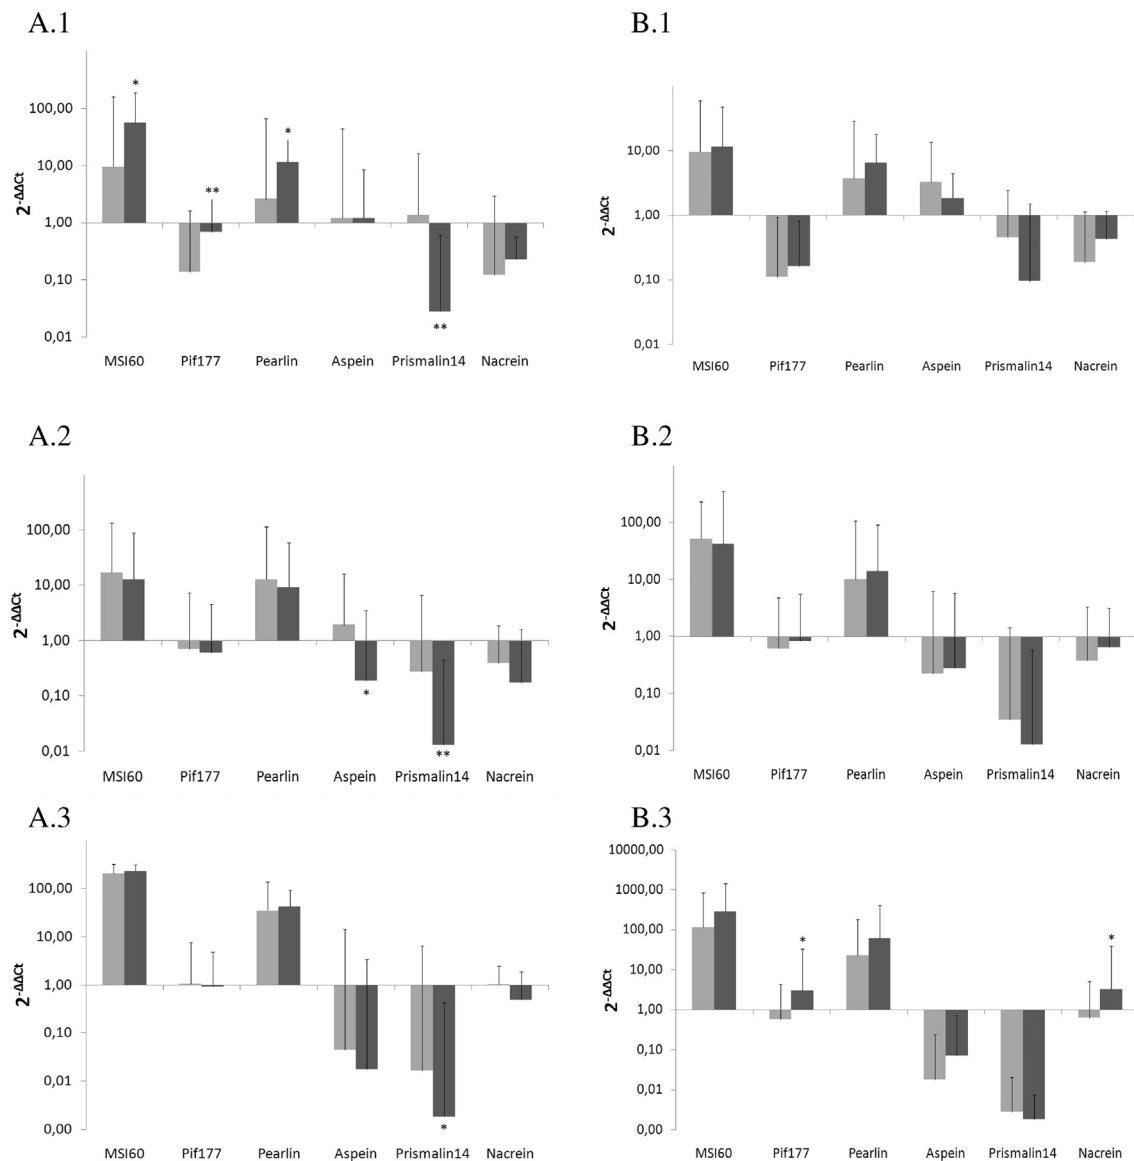 A.1
*
100,00
*
10,00
**
1,00
0,10
**
0,01
2-ΔΔCt
MSI60 Pif177 Pearlin Aspein Prismalin14 Nacrein
B.1
10,00
1,00
0,10
0,01
2-ΔΔCt
MSI60 Pif177 Pearlin Aspein Prismalin14 Nacrein
A.2
100,00
10,00
1,00
0,10
*
0,01
**
2-ΔΔCt
MSI60 Pif177 Pearlin Aspein Prismalin14 Nacrein
B.2
100,00
10,00
1,00
0,10
0,01
2-ΔΔCt
MSI60 Pif177 Pearlin Aspein Prismalin14 Nacrein
A.3
100,00
10,00
1,00
0,10
0,01
0,00
*
2-ΔΔCt
MSI60 Pif177 Pearlin Aspein Prismalin14 Nacrein
B.3
10000,00
1000,00
100,00
* *
10,00
1,00
0,10
0,01
0,00
2-ΔΔCt
MSI60 Pif177 Pearlin Aspein Prismalin14 Nacrein